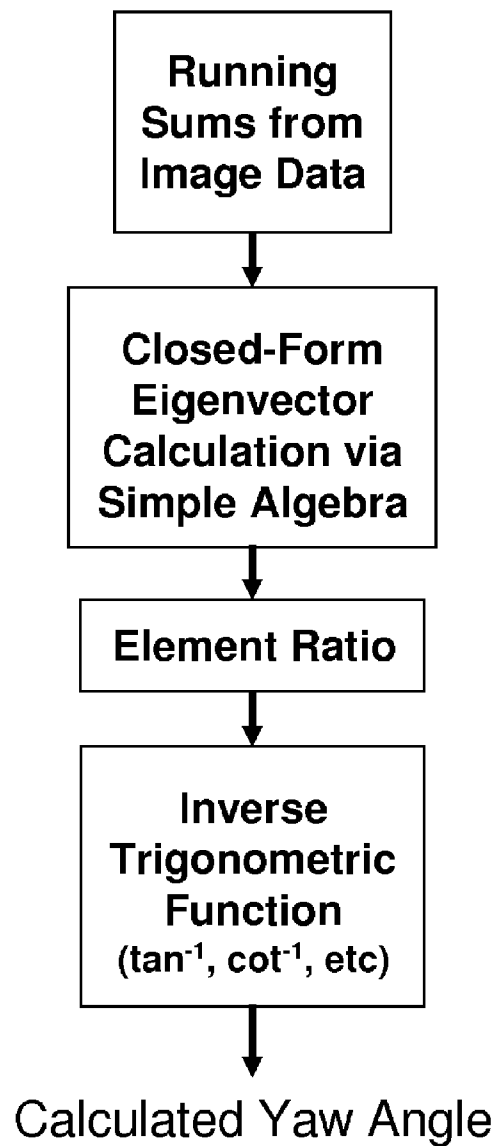 Running
Sums from
Image Data
Closed-Form
Eigenvector
Calculation via
Simple Algebra
Element Ratio
Inverse
Trigonometric
Function
(tan⁻¹, cot⁻¹, etc)
Calculated Yaw Angle